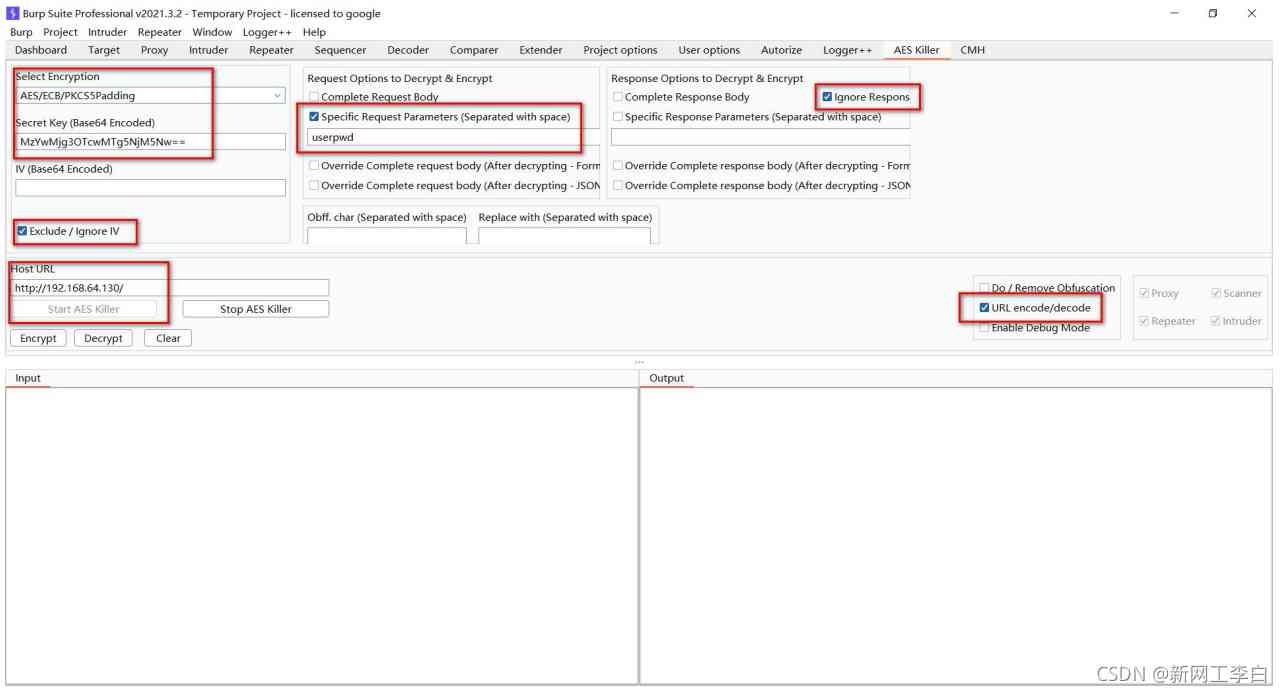 Burp Suite Professional v2021.3.2 - Temporary Project - licensed to google
Burp Project Intruder Repeater Window Logger++ Help
Dashboard Target Proxy Intruder Repeater Sequencer Decoder Comparer Extender Project options User options Autorize Logger++ AES Killer CMH
Select Encryption
AES/ECB/PKCS5Padding
Secret Key (Base64 Encoded)
MzYwMjg3OTcwMTg5NjM5Nw==
IV (Base64 Encoded)
Exclude / Ignore IV
Request Options to Decrypt & Encrypt
Complete Request Body
Specific Request Parameters (Separated with space)
userpwd
Override Complete request body (After decrypting - Form
Override Complete request body (After decrypting - JSON
Obff. char (Separated with space) Replace with (Separated with space)
Response Options to Decrypt & Encrypt
Complete Response Body Ignore Respons
Specific Response Parameters (Separated with space)
Override Complete response body (After decrypting - Form
Override Complete response body (After decrypting - JSON
Host URL
http://192.168.64.130/
Start AES Killer Stop AES Killer
Encrypt Decrypt Clear
Do / Remove Obfuscation
URL encode/decode
Enable Debug Mode
Proxy Scanner
Repeater Intruder
Input Output
CSDN @新网工李白